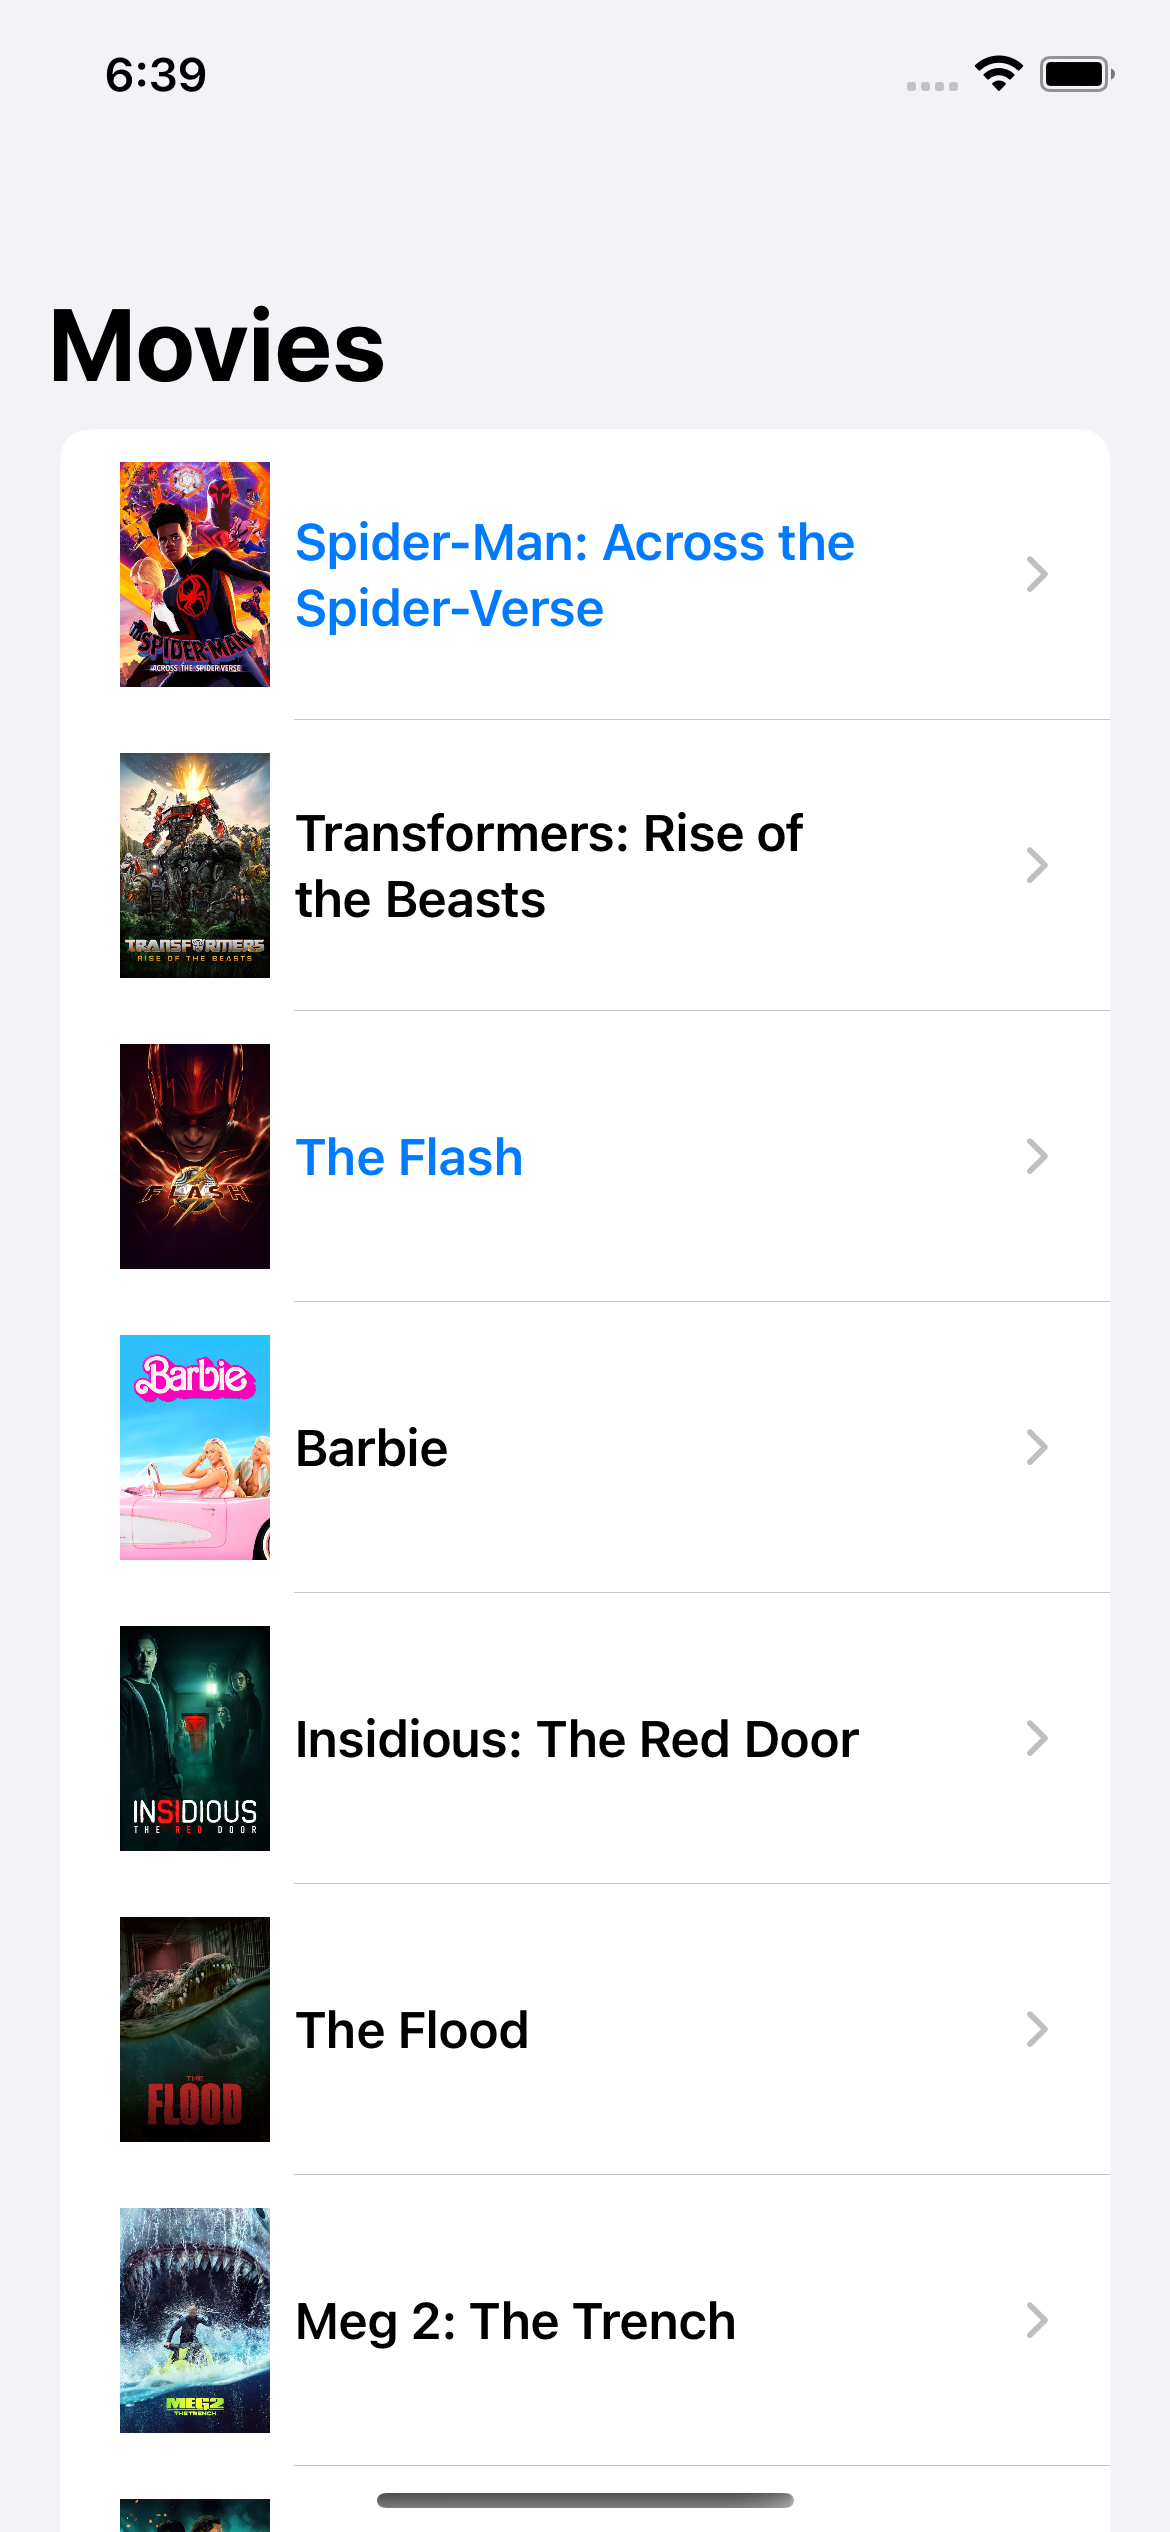 6:39
Movies
SPIDER-MAN
ACROSS THE SPIDER-VERSE
Spider-Man: Across the
Spider-Verse
TRANSFORMERS
RISE OF THE BEASTS
Transformers: Rise of
the Beasts
FLASH
The Flash
Barbie
Barbie
INSIDIOUS
THE RED DOOR
Insidious: The Red Door
THE
FLOOD
The Flood
MEG2
THE TRENCH
Meg 2: The Trench